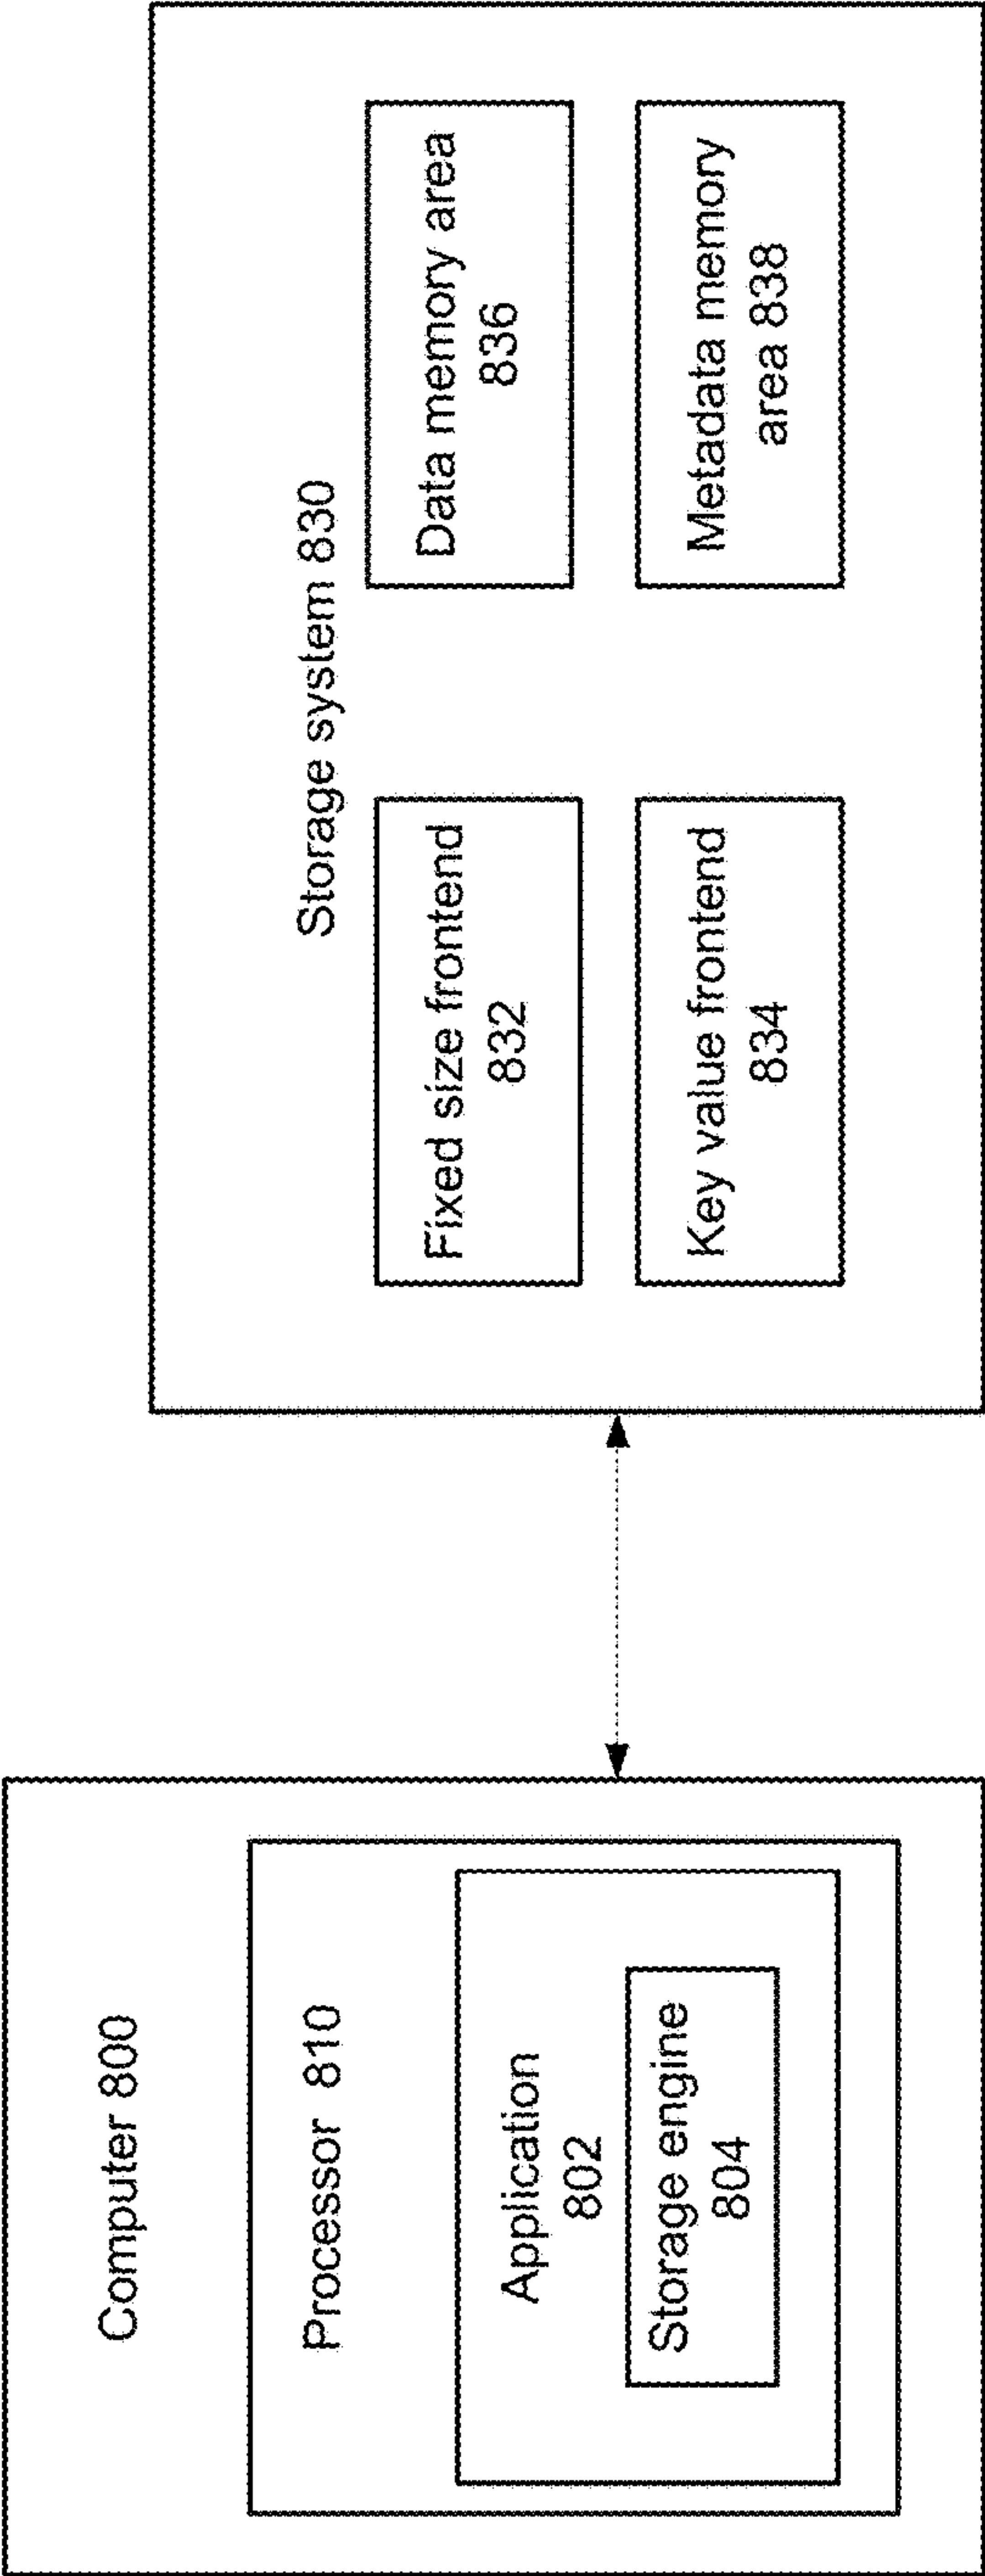 Computer 800
Processor 810
Application
802
Storage engine
804
Storage system 830
Fixed size frontend
832
Key value frontend
834
Data memory area
836
Metadata memory
area 838